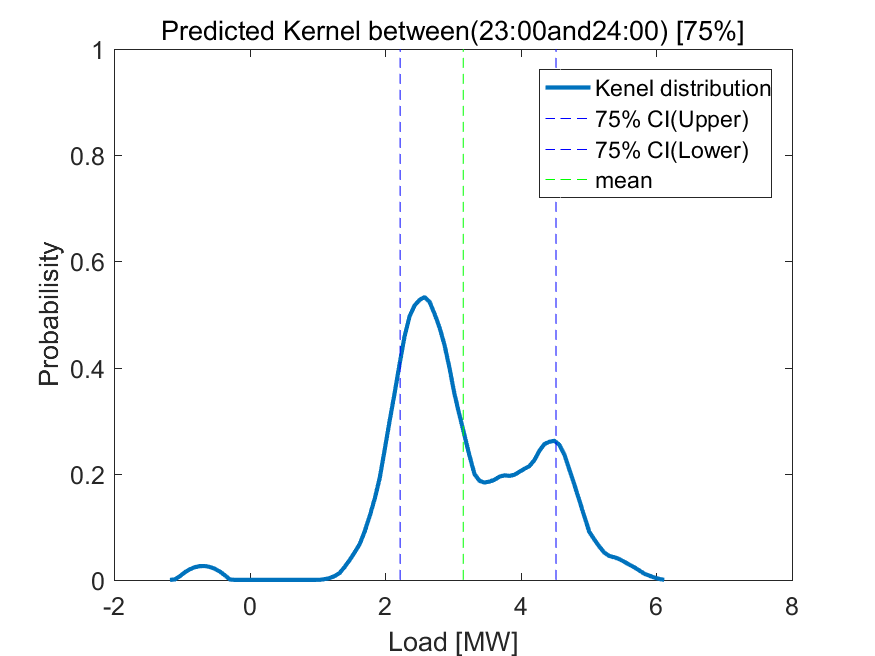 Predicted Kernel between(23:00and24:00) [75%]
1
0.8
0.6
0.4
0.2
0
Probabilisity
-2
0
2
4
6
8
Load [MW]
Kenel distribution
75% CI(Upper)
75% CI(Lower)
mean